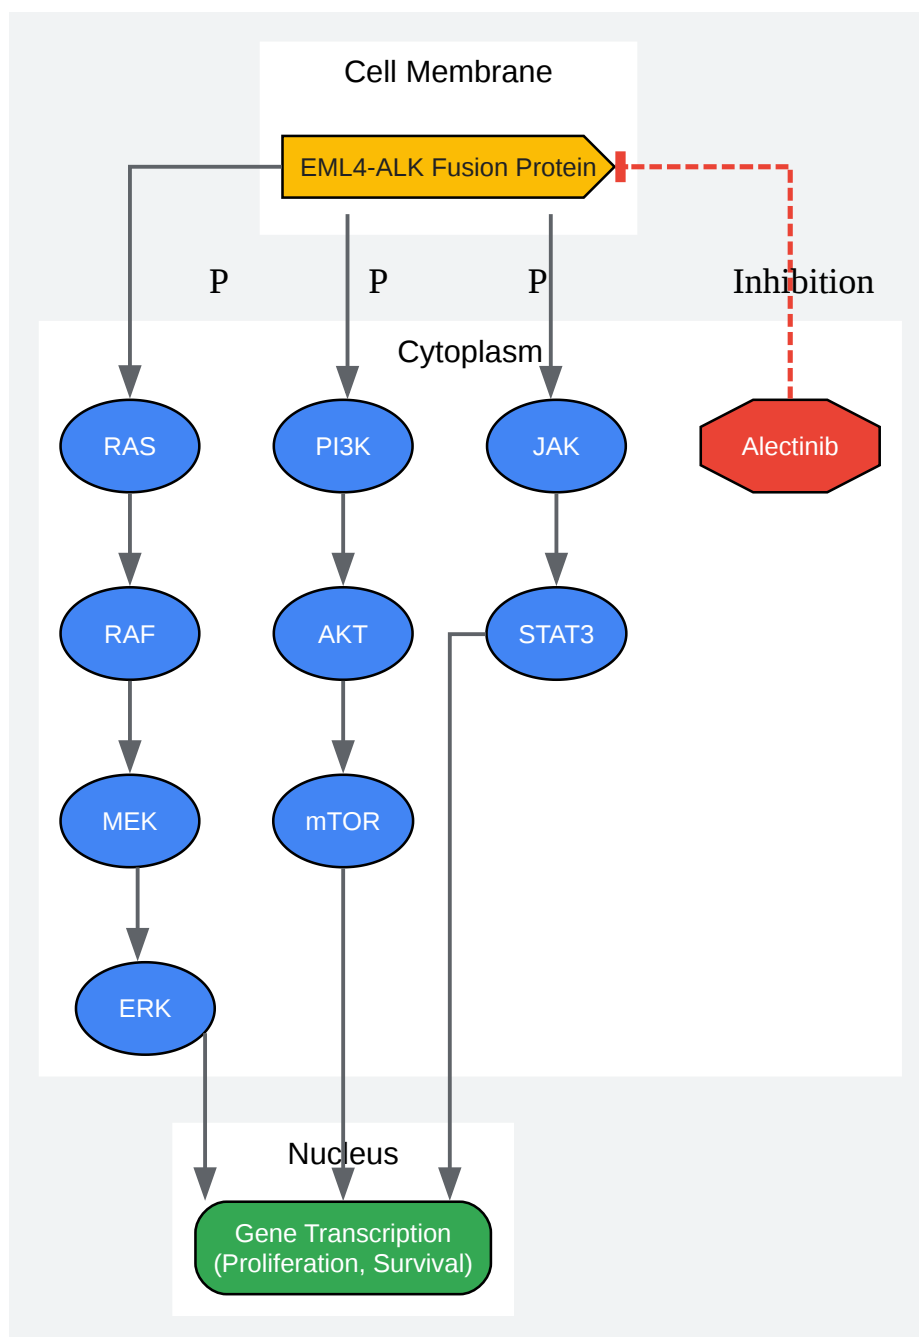 Cell Membrane
EML4-ALK Fusion Protein
P
P
P
Inhibition
Cytoplasm
RAS
PI3K
JAK
Alectinib
RAF
AKT
STAT3
MEK
mTOR
ERK
Nucleus
Gene Transcription
(Proliferation, Survival)